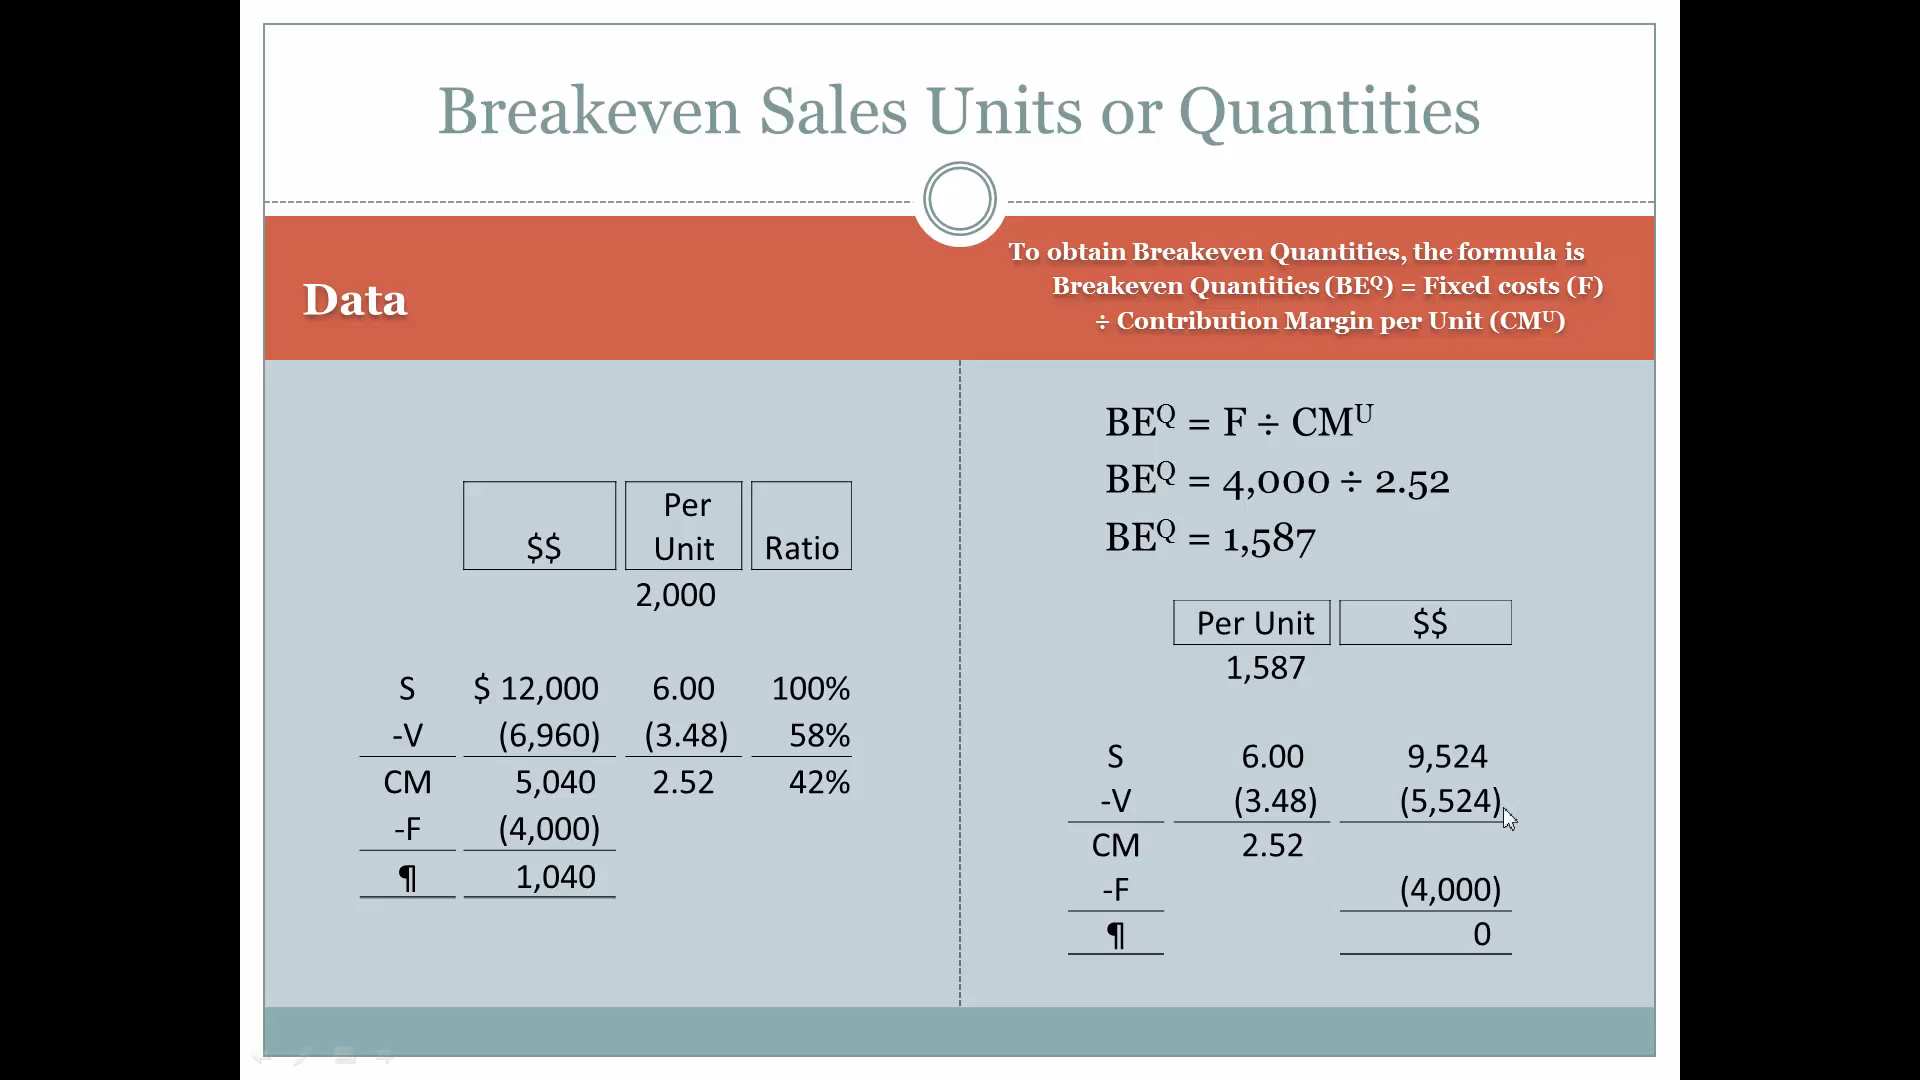 Breakeven Sales Units or Quantities
Data
To obtain Breakeven Quantities, the formula is
Breakeven Quantities (BEQ) = Fixed costs (F)
÷ Contribution Margin per Unit (CMU)
$$ Per Unit Ratio
2,000
S $ 12,000 6.00 100%
-V (6,960) (3.48) 58%
CM 5,040 2.52 42%
-F (4,000)
¶ 1,040
BEQ = F ÷ CMU
BEQ = 4,000 ÷ 2.52
BEQ = 1,587
Per Unit $$
1,587
S 6.00 9,524
-V (3.48) (5,524)
CM 2.52
-F (4,000)
¶ 0